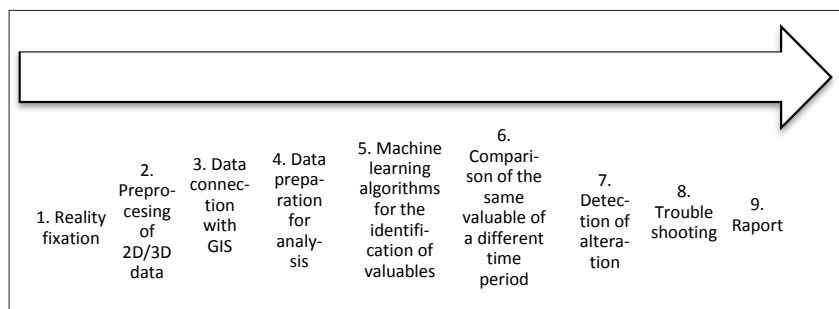 1. Reality
fixation
2.
Prepro-
cesing
of
2D/3D
data
3. Data
connec-
tion
with
GIS
4. Data
prepa-
ration
for
analy-
sis
5. Machine
learning
algorithms
for the
identifi-
cation of
valuables
6.
Compari-
son of the
same
valuable of
a different
time
period
7.
Detection
of
altera-
tion
8.
Trouble
shooting
9.
Raport